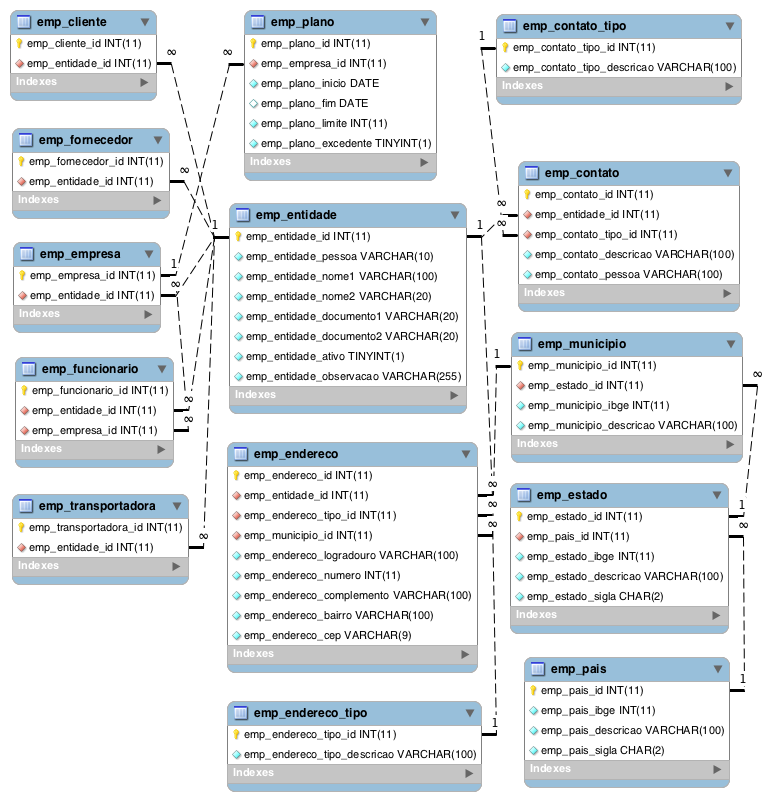 emp_cliente
emp_cliente_id INT(11)
emp_entidade_id INT(11)
Indexes
emp_fornecedor
emp_fornecedor_id INT(11)
emp_entidade_id INT(11)
Indexes
emp_empresa
emp_empresa_id INT(11)
emp_entidade_id INT(11)
Indexes
emp_funcionario
emp_funcionario_id INT(11)
emp_entidade_id INT(11)
emp_empresa_id INT(11)
Indexes
emp_transportadora
emp_transportadora_id INT(11)
emp_entidade_id INT(11)
Indexes
∞
∞
1
∞
∞
∞
∞
1
∞
emp_plano
emp_plano_id INT(11)
emp_empresa_id INT(11)
emp_plano_inicio DATE
emp_plano_fim DATE
emp_plano_limite INT(11)
emp_plano_excedente TINYINT(1)
Indexes
emp_entidade
emp_entidade_id INT(11)
emp_entidade_pessoa VARCHAR(10)
emp_entidade_nome1 VARCHAR(100)
emp_entidade_nome2 VARCHAR(20)
emp_entidade_documento1 VARCHAR(20)
emp_entidade_documento2 VARCHAR(20)
emp_entidade_ativo TINYINT(1)
emp_entidade_observacao VARCHAR(255)
Indexes
emp_endereco
emp_endereco_id INT(11)
emp_entidade_id INT(11)
emp_endereco_tipo_id INT(11)
emp_municipio_id INT(11)
emp_endereco_logradouro VARCHAR(100)
emp_endereco_numero INT(11)
emp_endereco_complemento VARCHAR(100)
emp_endereco_bairro VARCHAR(100)
emp_endereco_cep VARCHAR(9)
Indexes
emp_endereco_tipo
emp_endereco_tipo_id INT(11)
emp_endereco_tipo_descricao VARCHAR(100)
Indexes
1
∞
∞
1
1
∞
∞
∞
1
emp_contato_tipo
emp_contato_tipo_id INT(11)
emp_contato_tipo_descricao VARCHAR(100)
Indexes
emp_contato
emp_contato_id INT(11)
emp_entidade_id INT(11)
emp_contato_tipo_id INT(11)
emp_contato_descricao VARCHAR(100)
emp_contato_pessoa VARCHAR(100)
Indexes
emp_municipio
emp_municipio_id INT(11)
emp_estado_id INT(11)
emp_municipio_ibge INT(11)
emp_municipio_descricao VARCHAR(100)
Indexes
emp_estado
emp_estado_id INT(11)
emp_pais_id INT(11)
emp_estado_ibge INT(11)
emp_estado_descricao VARCHAR(100)
emp_estado_sigla CHAR(2)
Indexes
emp_pais
emp_pais_id INT(11)
emp_pais_ibge INT(11)
emp_pais_descricao VARCHAR(100)
emp_pais_sigla CHAR(2)
Indexes
∞
1
∞
1